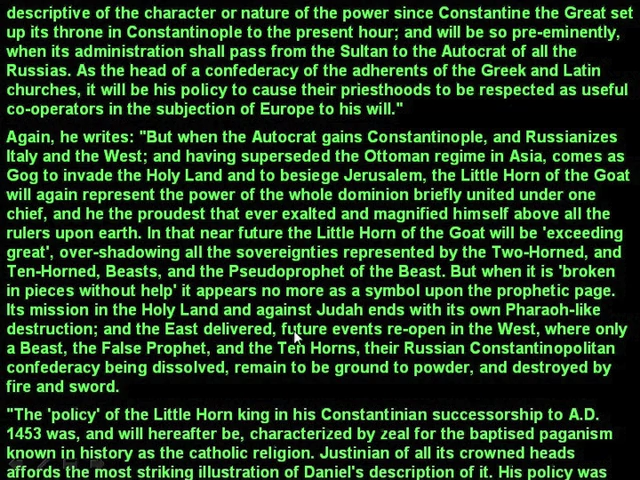 descriptive of the character or nature of the power since Constantine the Great set
up its throne in Constantinople to the present hour; and will be so pre-eminently,
when its administration shall pass from the Sultan to the Autocrat of all the
Russias. As the head of a confederacy of the adherents of the Greek and Latin
churches, it will be his policy to cause their priesthoods to be respected as useful
co-operators in the subjection of Europe to his will."
Again, he writes: "But when the Autocrat gains Constantinople, and Russianizes
Italy and the West; and having superseded the Ottoman regime in Asia, comes as
Gog to invade the Holy Land and to besiege Jerusalem, the Little Horn of the Goat
will again represent the power of the whole dominion briefly united under one
chief, and he the proudest that ever exalted and magnified himself above all the
rulers upon earth. In that near future the Little Horn of the Goat will be 'exceeding
great', over-shadowing all the sovereignties represented by the Two-Horned, and
Ten-Horned, Beasts, and the Pseudoprophet of the Beast. But when it is 'broken
in pieces without help' it appears no more as a symbol upon the prophetic page.
Its mission in the Holy Land and against Judah ends with its own Pharaoh-like
destruction; and the East delivered, future events re-open in the West, where only
a Beast, the False Prophet, and the Ten Horns, their Russian Constantinopolitan
confederacy being dissolved, remain to be ground to powder, and destroyed by
fire and sword.
"The 'policy' of the Little Horn king in his Constantinian successorship to A.D.
1453 was, and will hereafter be, characterized by zeal for the baptised paganism
known in history as the catholic religion. Justinian of all its crowned heads
affords the most striking illustration of Daniel's description of it. His policy was